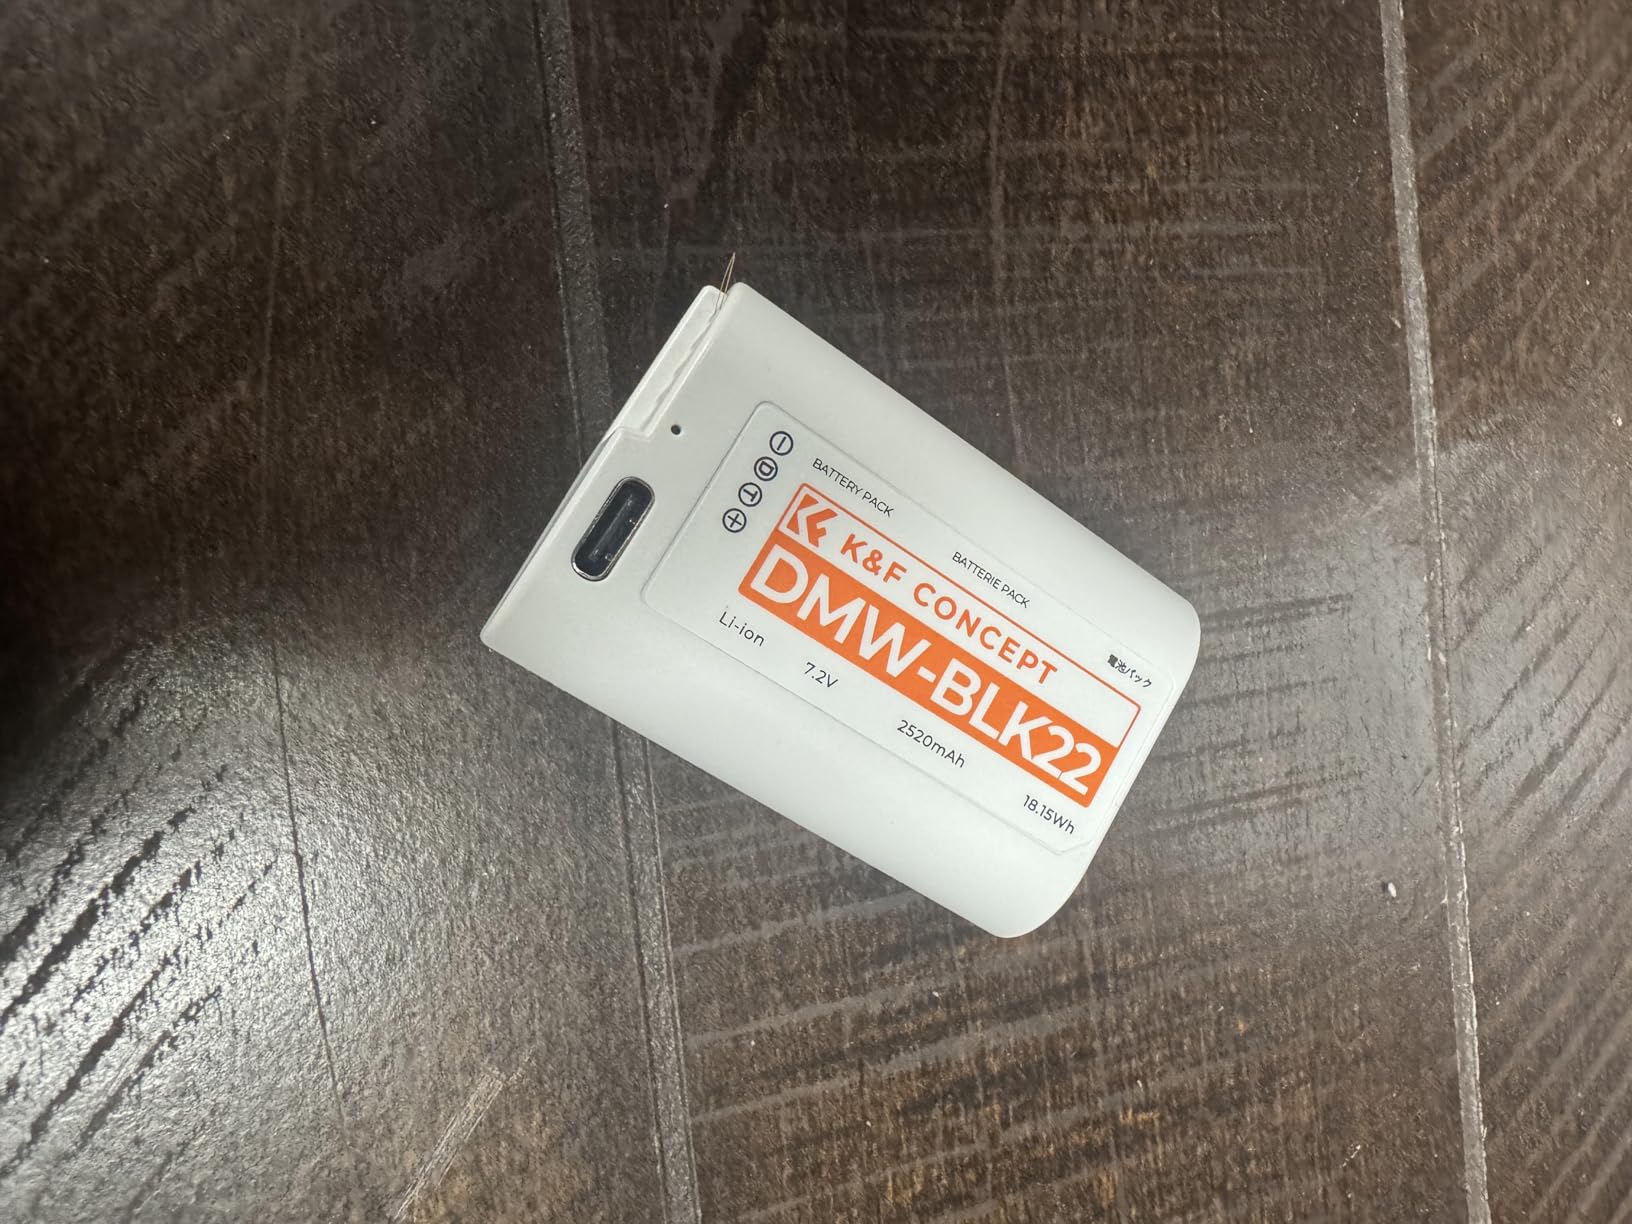 − D T +
BATTERY PACK
BATTERIE PACK
電池パック
K&F CONCEPT
DMW-BLK22
Li-ion
7.2V
2520mAh
18.15Wh